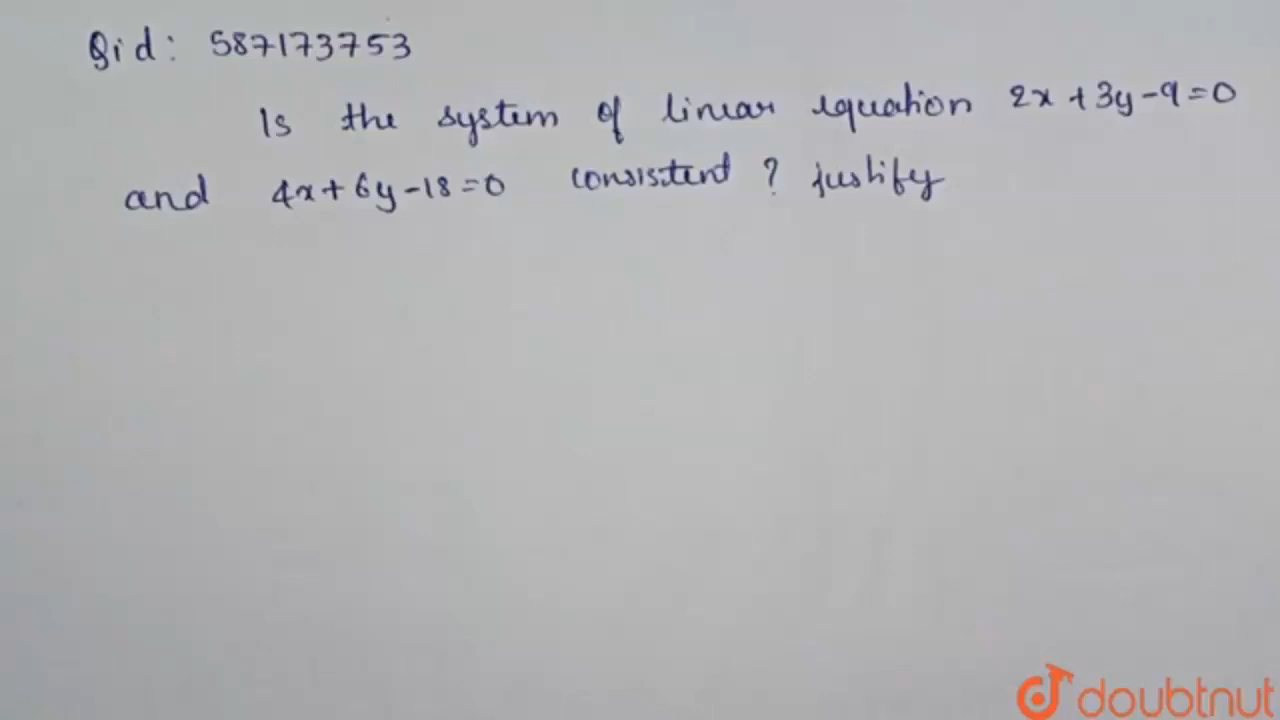 Qid: 587173753
Is the system of linear equation 2x+3y-9=0
and 4x+6y-18=0 consistent ? justify
doubtnut